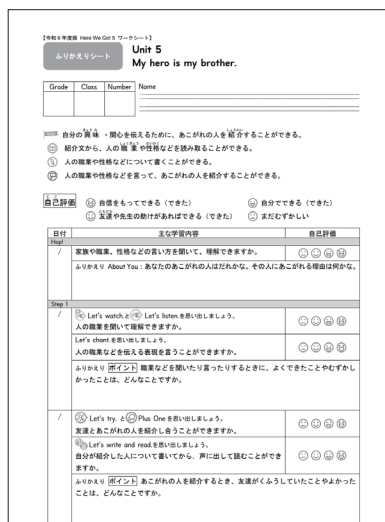 【令和6年度版 Here We Go! 5 ワークシート】
ふりかえりシート
Unit 5
My hero is my brother.
Grade Class Number Name
自分の興味・関心を伝えるために、あこがれの人を紹介することができる。
紹介文から、人の職業や性格などを読み取ることができる。
人の職業や性格などについて書くことができる。
人の職業や性格などを言って、あこがれの人を紹介することができる。
自己評価 自信をもってできる(できた) 自分でできる(できた)
友達や先生の助けがあればできる(できた) まだむずかしい
日付 主な学習内容 自己評価
Hop!
/ 家族や職業、性格などの言い方を聞いて、理解できますか。
ふりかえり About You:あなたのあこがれの人はだれかな。その人にあこがれる理由は何かな。
Step 1
/ Let's watch.と Let's listen.を思い出しましょう。
人の職業を聞いて理解できますか。
Let's chant.を思い出しましょう。
人の職業などを伝える表現を言うことができますか。
ふりかえり ポイント 職業などを聞いたり言ったりするときに、よくできたことやむずかし
かったことは、どんなことですか。
/ Let's try. と Plus One を思い出しましょう。
友達とあこがれの人を紹介し合うことができますか。
Let's write and read.を思い出しましょう。
自分が紹介した人について書いてから、声に出して読むことができ
ますか。
ふりかえり ポイント あこがれの人を紹介するとき、友達がくふうしていたことやよかった
ことは、どんなことですか。